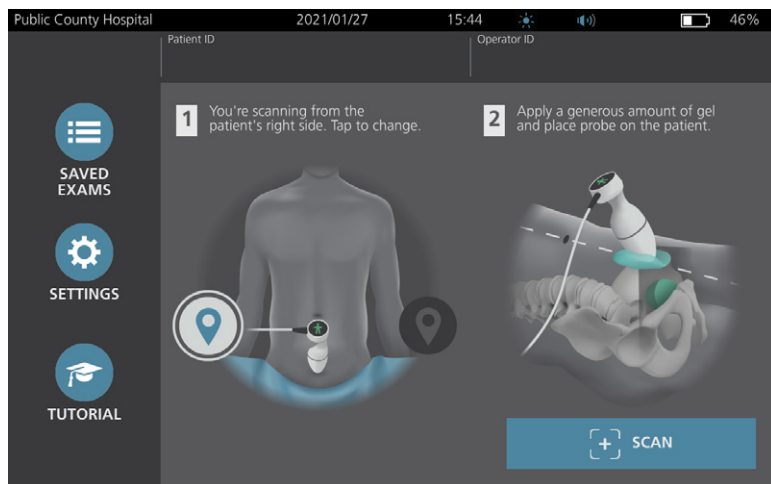 Public County Hospital 2021/01/27 15:44 46%
Patient ID
Operator ID
SAVED
EXAMS
SETTINGS
TUTORIAL
1 You're scanning from the
patient's right side. Tap to change.
2 Apply a generous amount of gel
and place probe on the patient.
SCAN